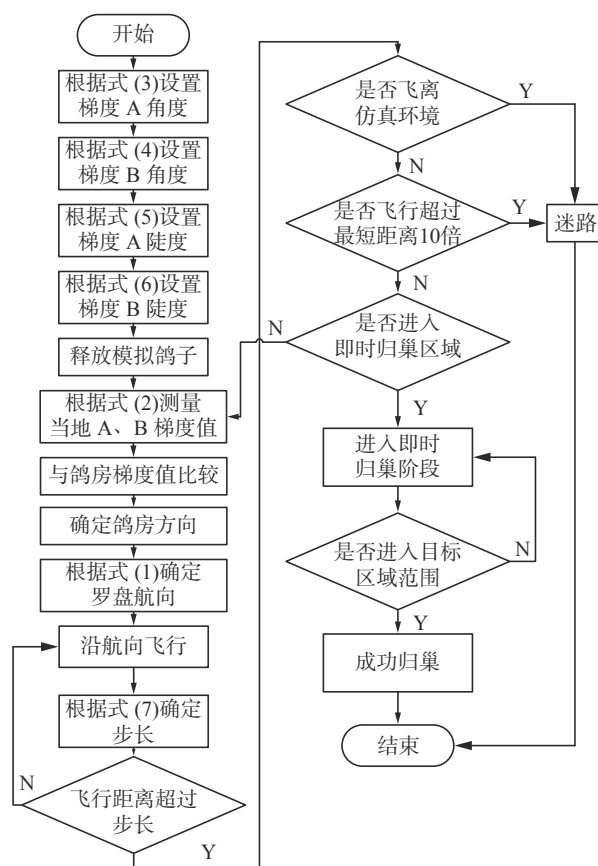 开始
根据式 (3)设置
梯度 A 角度
根据式 (4)设置
梯度 B 角度
根据式 (5)设置
梯度 A 陡度
根据式 (6)设置
梯度 B 陡度
释放模拟鸽子
根据式 (2)测量
当地 A、B 梯度值
与鸽房梯度值比较
确定鸽房方向
根据式 (1)确定
罗盘航向
沿航向飞行
根据式 (7)确定
步长
N
飞行距离超过
步长
Y
是否飞离
仿真环境
Y
N
是否飞行超过
最短距离10倍
Y
迷路
N
是否进入
即时归巢区域
N
Y
进入即时
归巢阶段
是否进入目标
区域范围
N
Y
成功归巢
结束